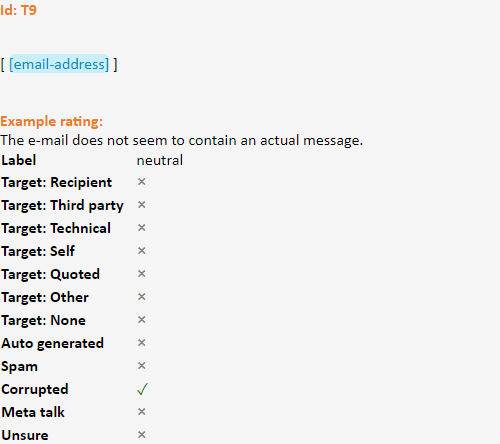 Id: T9
[ [email-address] ]
Example rating:
The e-mail does not seem to contain an actual message.
Label neutral
Target: Recipient ✕
Target: Third party ✕
Target: Technical ✕
Target: Self ✕
Target: Quoted ✕
Target: Other ✕
Target: None ✕
Auto generated ✕
Spam ✕
Corrupted ✓
Meta talk ✕
Unsure ✕